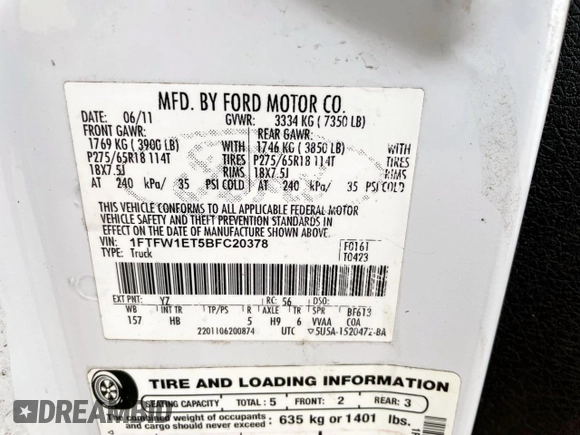 MFD. BY FORD MOTOR CO.
DATE: 06/11 GVWR: 3334 KG ( 7350 LB)
FRONT GAWR: REAR GAWR:
1769 KG ( 3900 LB) WITH 1746 KG ( 3850 LB) WITH
P275/65R18 114T TIRES P275/65R18 114T TIRES
18X7.5J RIMS 18X7.5J RIMS
AT 240 kPa/ 35 PSI COLD AT 240 kPa/ 35 PSI COLD
THIS VEHICLE CONFORMS TO ALL APPLICABLE FEDERAL MOTOR
VEHICLE SAFETY AND THEFT PREVENTION STANDARDS IN
EFFECT ON THE DATE OF MANUFACTURE SHOWN ABOVE.
VIN: 1FTFW1ET5BFC20378 F0161
TYPE: Truck T0423
EXT PNT: YZ RC: 56 DSO:
WB INT TR TP/PS R AXLE TR SPR BF613
157 HB 5 H9 6 VVAA COA
2201106200874 UTC ▽5U5A-1520472-BA
TIRE AND LOADING INFORMATION
SEATING CAPACITY TOTAL : 5 FRONT: 2 REAR: 3
The combined weight of occupants
and cargo should never exceed 635 kg or 1401 lbs.
DREAMBID